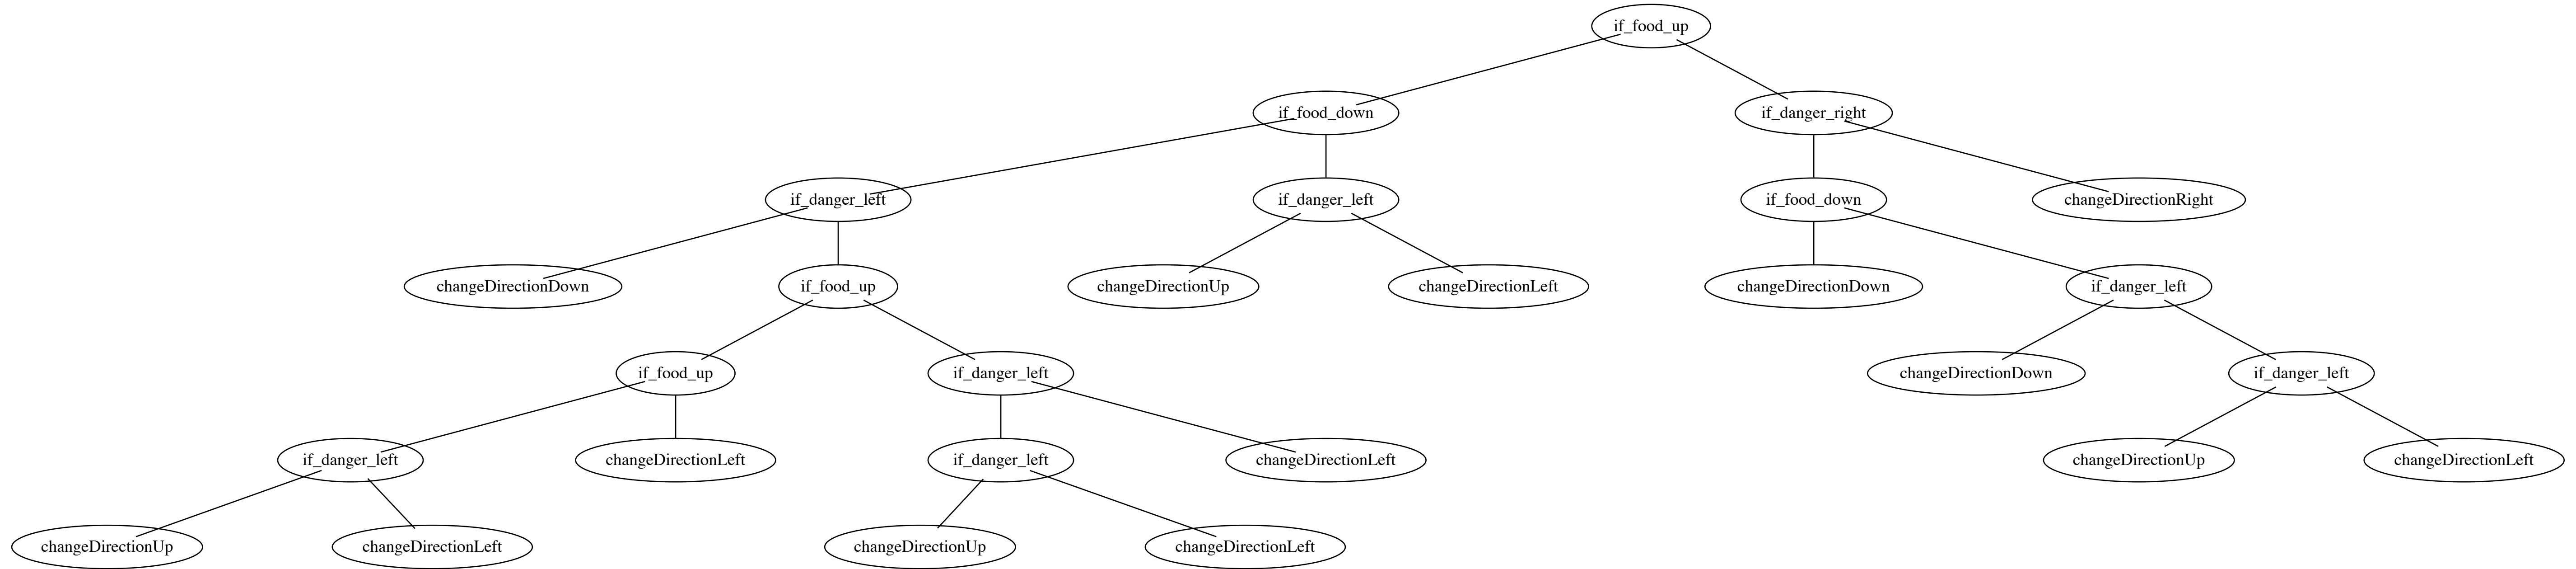 if_food_up
if_food_down
if_danger_right
if_danger_left
if_danger_left
if_food_down
changeDirectionRight
changeDirectionDown
if_food_up
changeDirectionUp
changeDirectionLeft
changeDirectionDown
if_danger_left
if_food_up
if_danger_left
changeDirectionDown
if_danger_left
if_danger_left
changeDirectionLeft
if_danger_left
changeDirectionLeft
changeDirectionUp
changeDirectionLeft
changeDirectionUp
changeDirectionLeft
changeDirectionUp
changeDirectionLeft